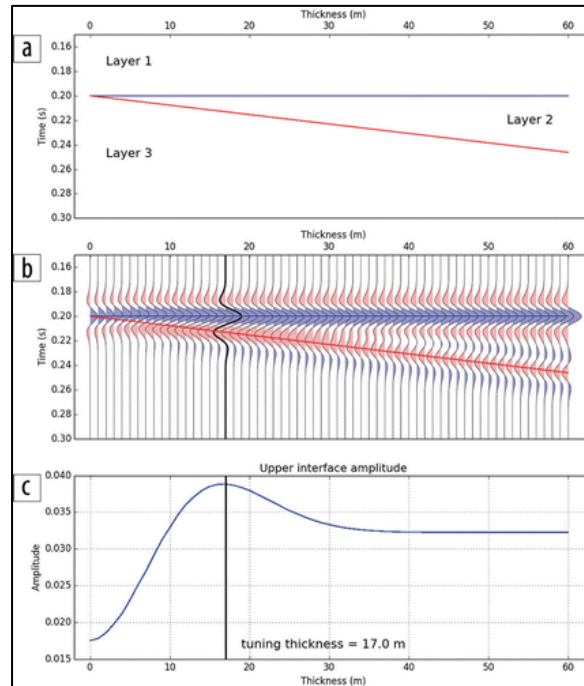 Thickness (m)
0 10 20 30 40 50 60
a
0.16
Layer 1
0.18
0.20
Layer 2
0.22
Time (s)
0.24
Layer 3
0.26
0.28
0.30
Thickness (m)
0 10 20 30 40 50 60
b
0.16
0.18
0.20
0.22
Time (s)
0.24
0.26
0.28
0.30
Upper interface amplitude
c
0.040
0.035
0.030
Amplitude
0.025
0.020
tuning thickness = 17.0 m
0.015
0 10 20 30 40 50 60
Thickness (m)